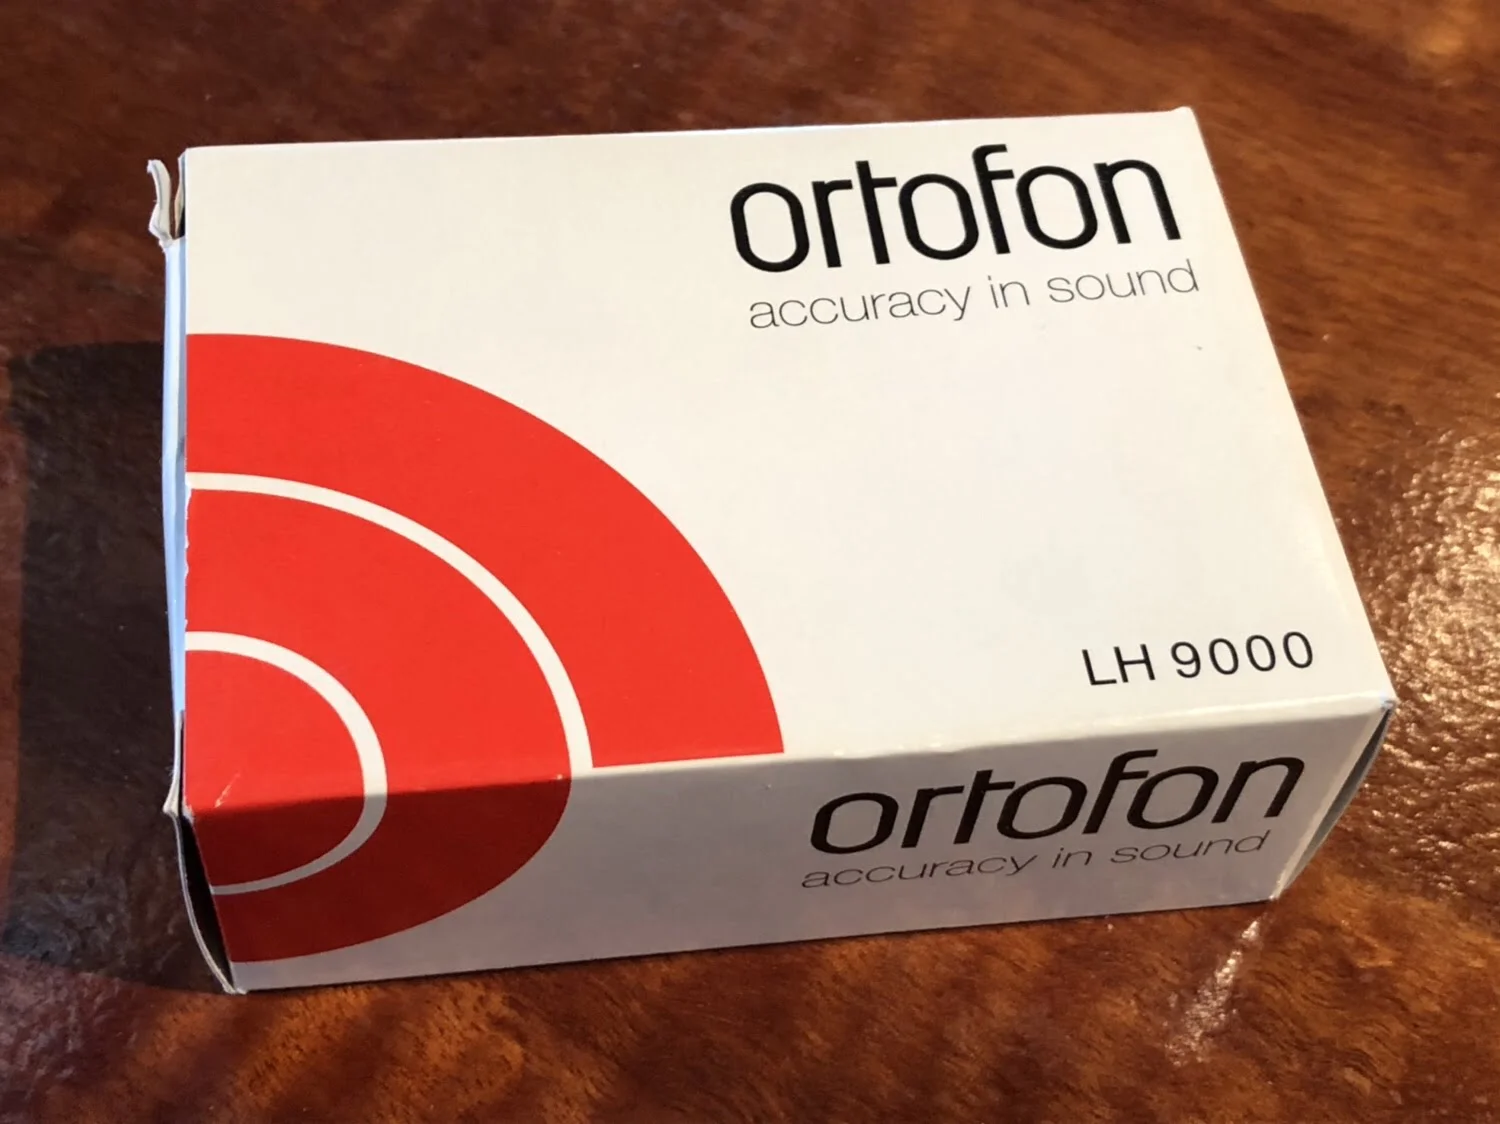 ortofon
accuracy in sound
LH 9000
ortofon
accuracy in sound